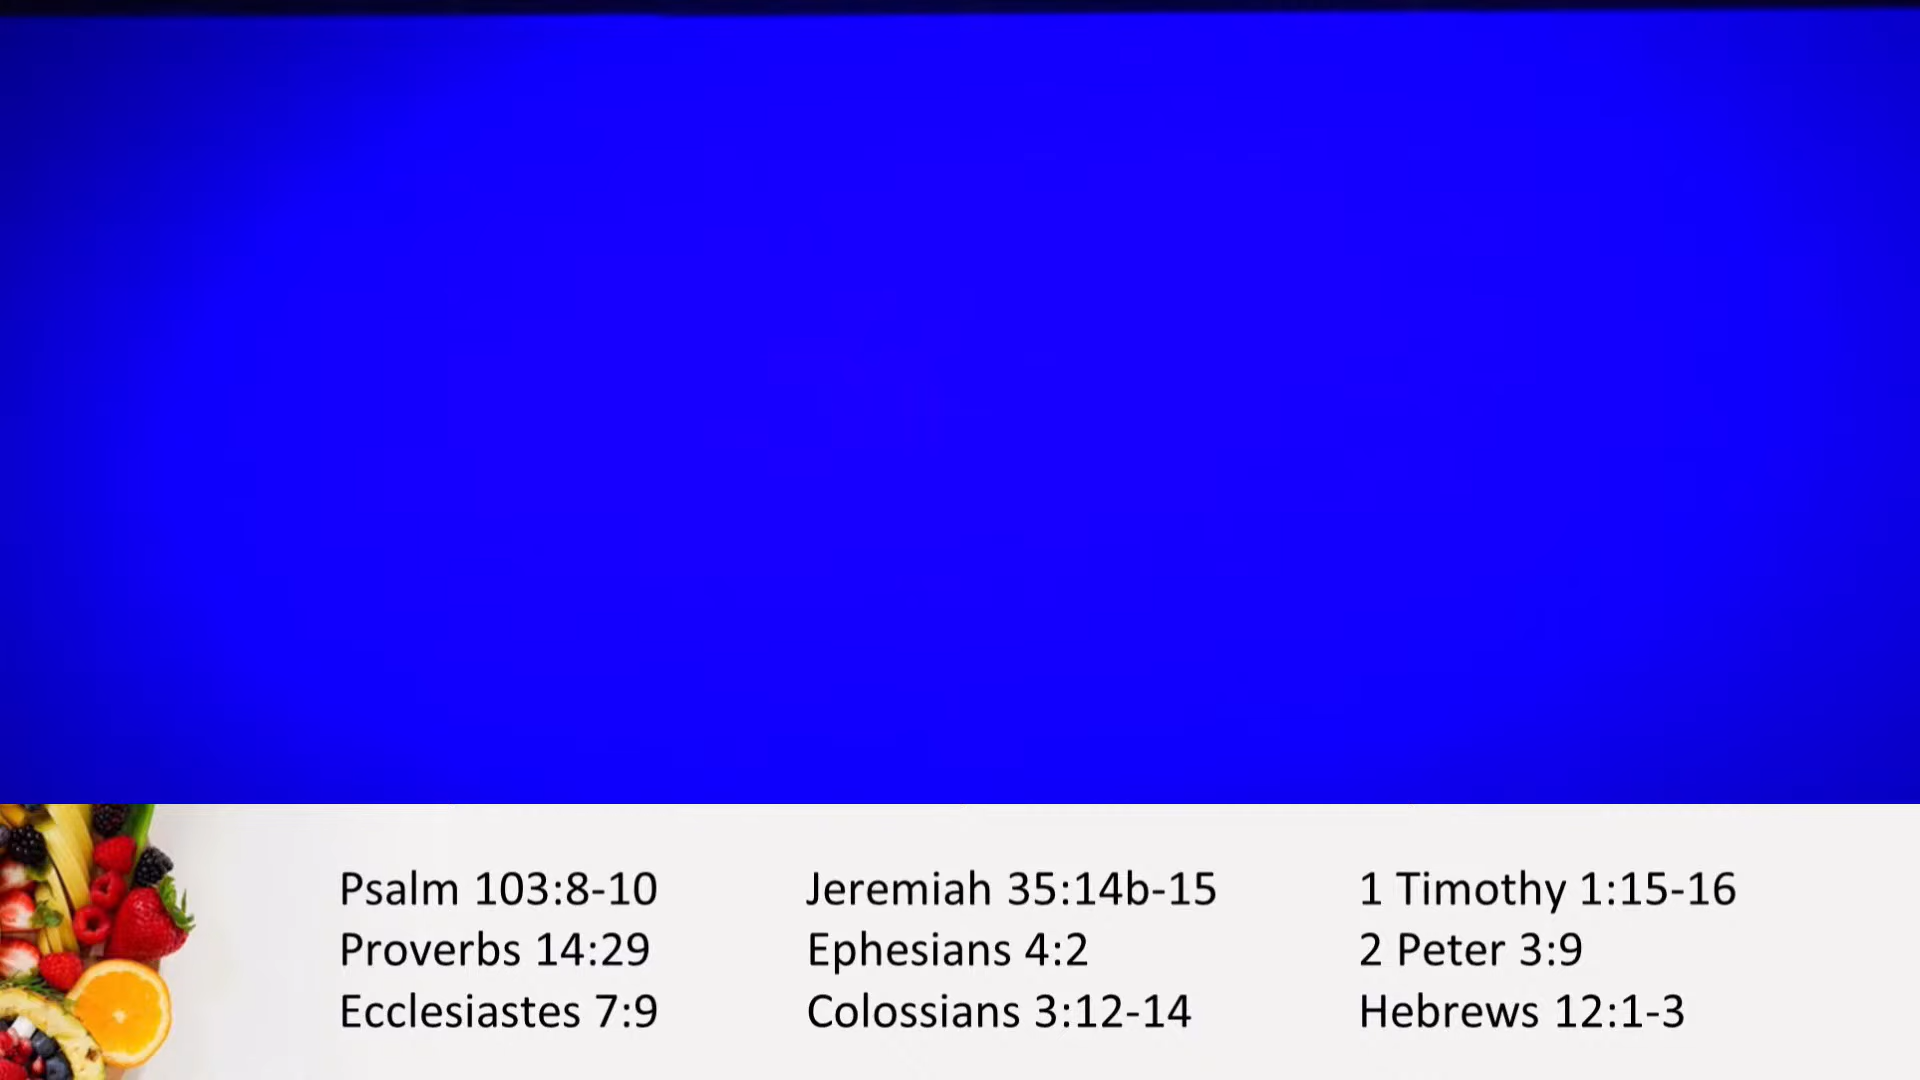 Psalm 103:8-10
Proverbs 14:29
Ecclesiastes 7:9
Jeremiah 35:14b-15
Ephesians 4:2
Colossians 3:12-14
1 Timothy 1:15-16
2 Peter 3:9
Hebrews 12:1-3